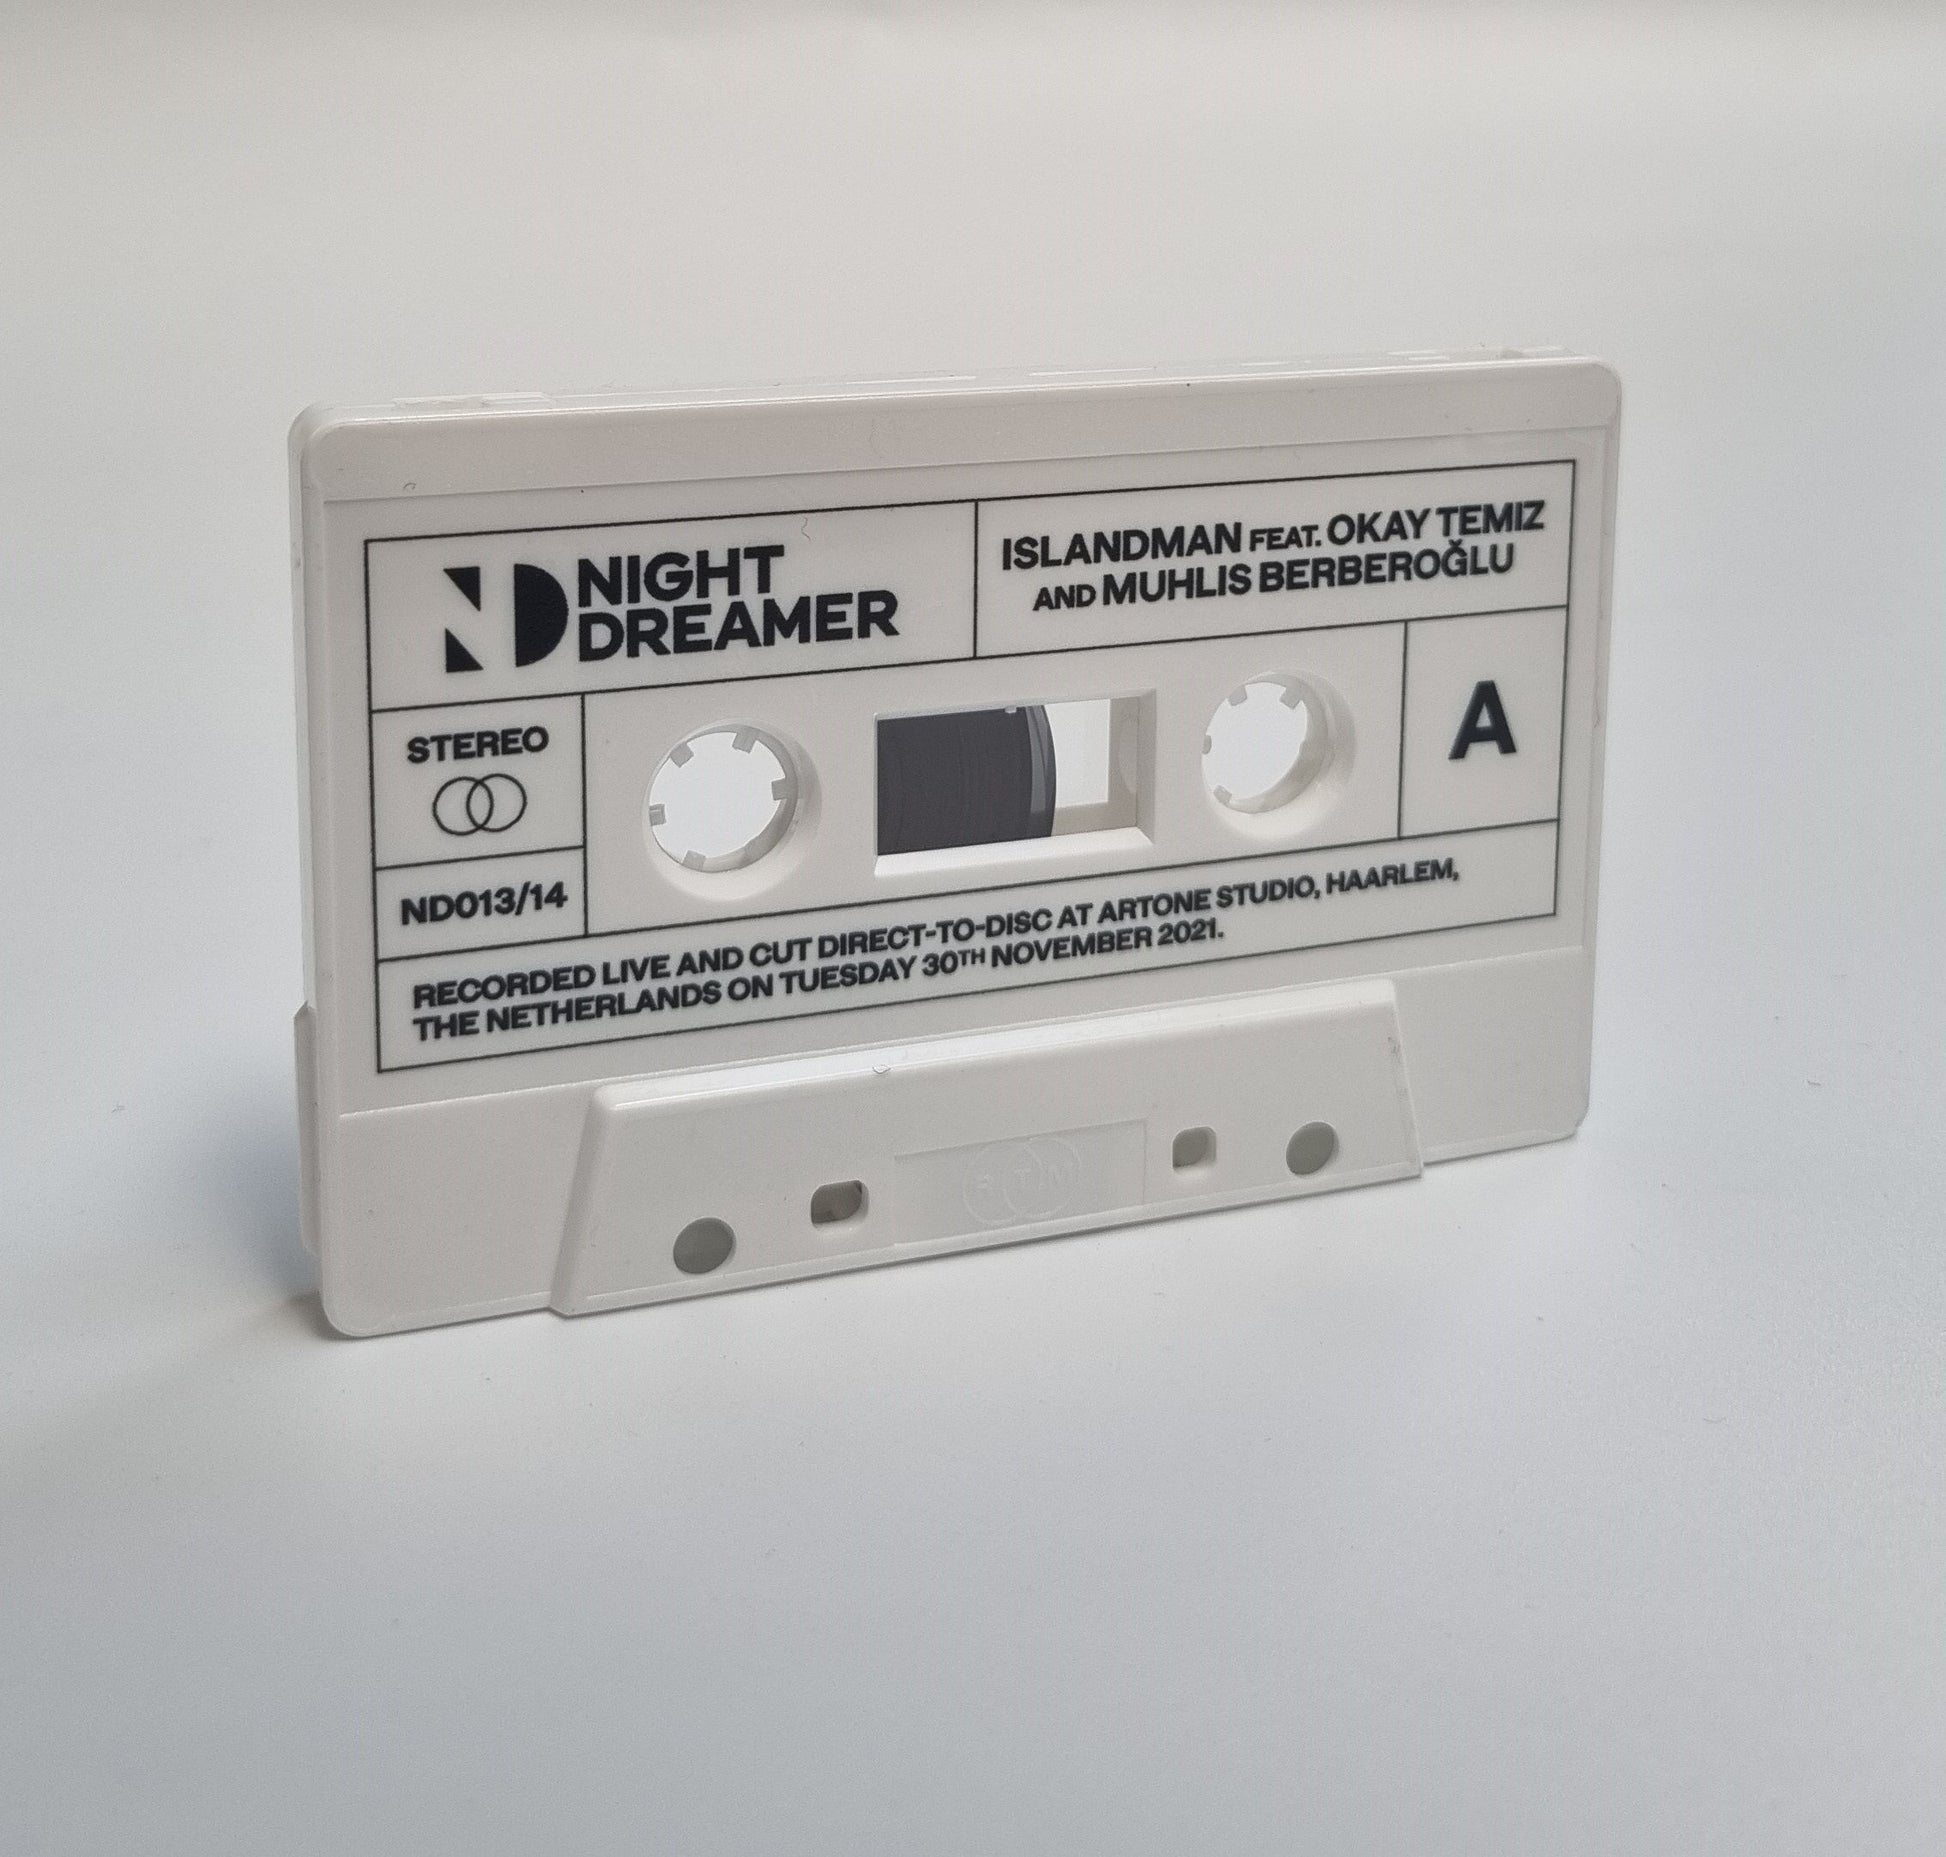 NIGHT
DREAMER
ISLANDMAN FEAT. OKAY TEMIZ
AND MUHLIS BERBEROĞLU
STEREO
A
ND013/14
RECORDED LIVE AND CUT DIRECT-TO-DISC AT ARTONE STUDIO, HAARLEM,
THE NETHERLANDS ON TUESDAY 30TH NOVEMBER 2021.
RTM